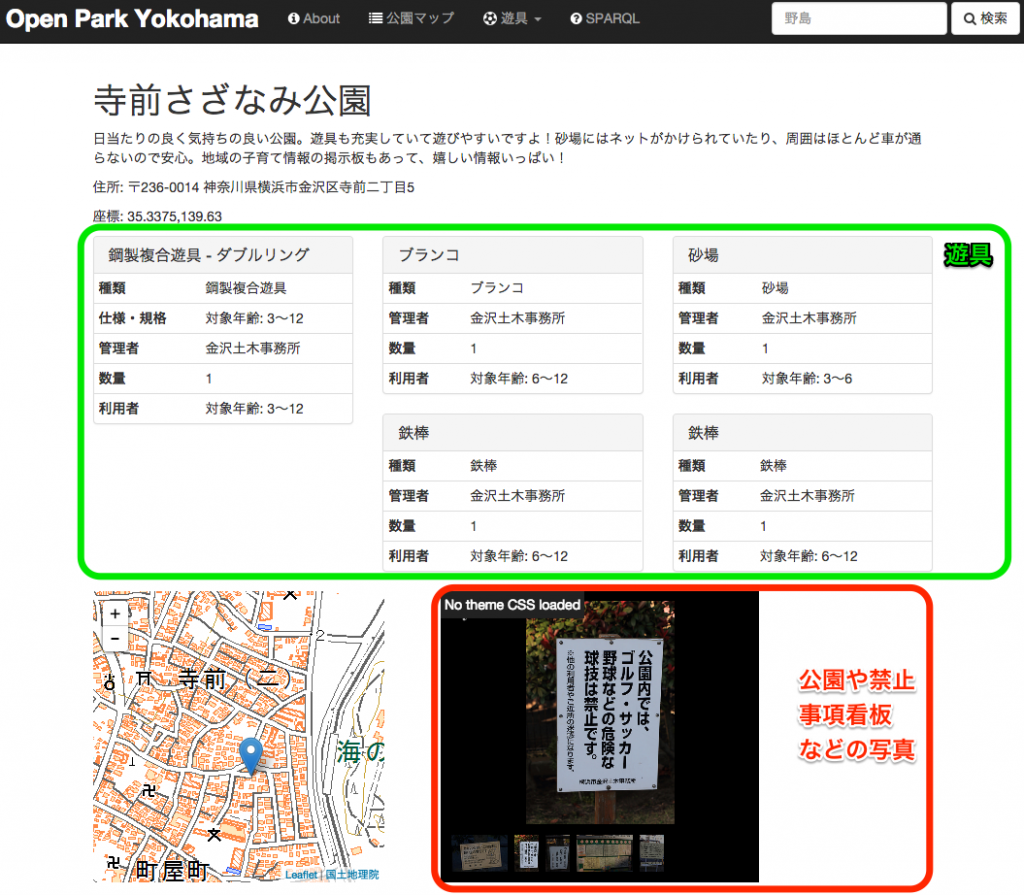 Open Park Yokohama
About
公園マップ
遊具
SPARQL
野島
検索
寺前さざなみ公園
日当たりの良く気持ちの良い公園。遊具も充実していて遊びやすいですよ！砂場にはネットがかけられていたり、周囲はほとんど車が通
らないので安心。地域の子育て情報の掲示板もあって、嬉しい情報いっぱい！
住所: 〒236-0014 神奈川県横浜市金沢区寺前二丁目5
座標: 35.3375,139.63
遊具
鋼製複合遊具 - ダブルリング
種類 鋼製複合遊具
仕様・規格 対象年齢: 3〜12
管理者 金沢土木事務所
数量 1
利用者 対象年齢: 3〜12
ブランコ
種類 ブランコ
管理者 金沢土木事務所
数量 1
利用者 対象年齢: 6〜12
砂場
種類 砂場
管理者 金沢土木事務所
数量 1
利用者 対象年齢: 3〜6
鉄棒
種類 鉄棒
管理者 金沢土木事務所
数量 1
利用者 対象年齢: 6〜12
鉄棒
種類 鉄棒
管理者 金沢土木事務所
数量 1
利用者 対象年齢: 6〜12
+
−
2
寺前(二)
海の
町屋町
Leaflet | 国土地理院
No theme CSS loaded
公園内では、
ゴルフ・サッカー
野球などの危険な
球技は禁止です。
※他の利用者やご近所の迷惑になります。
公園や禁止
事項看板
などの写真